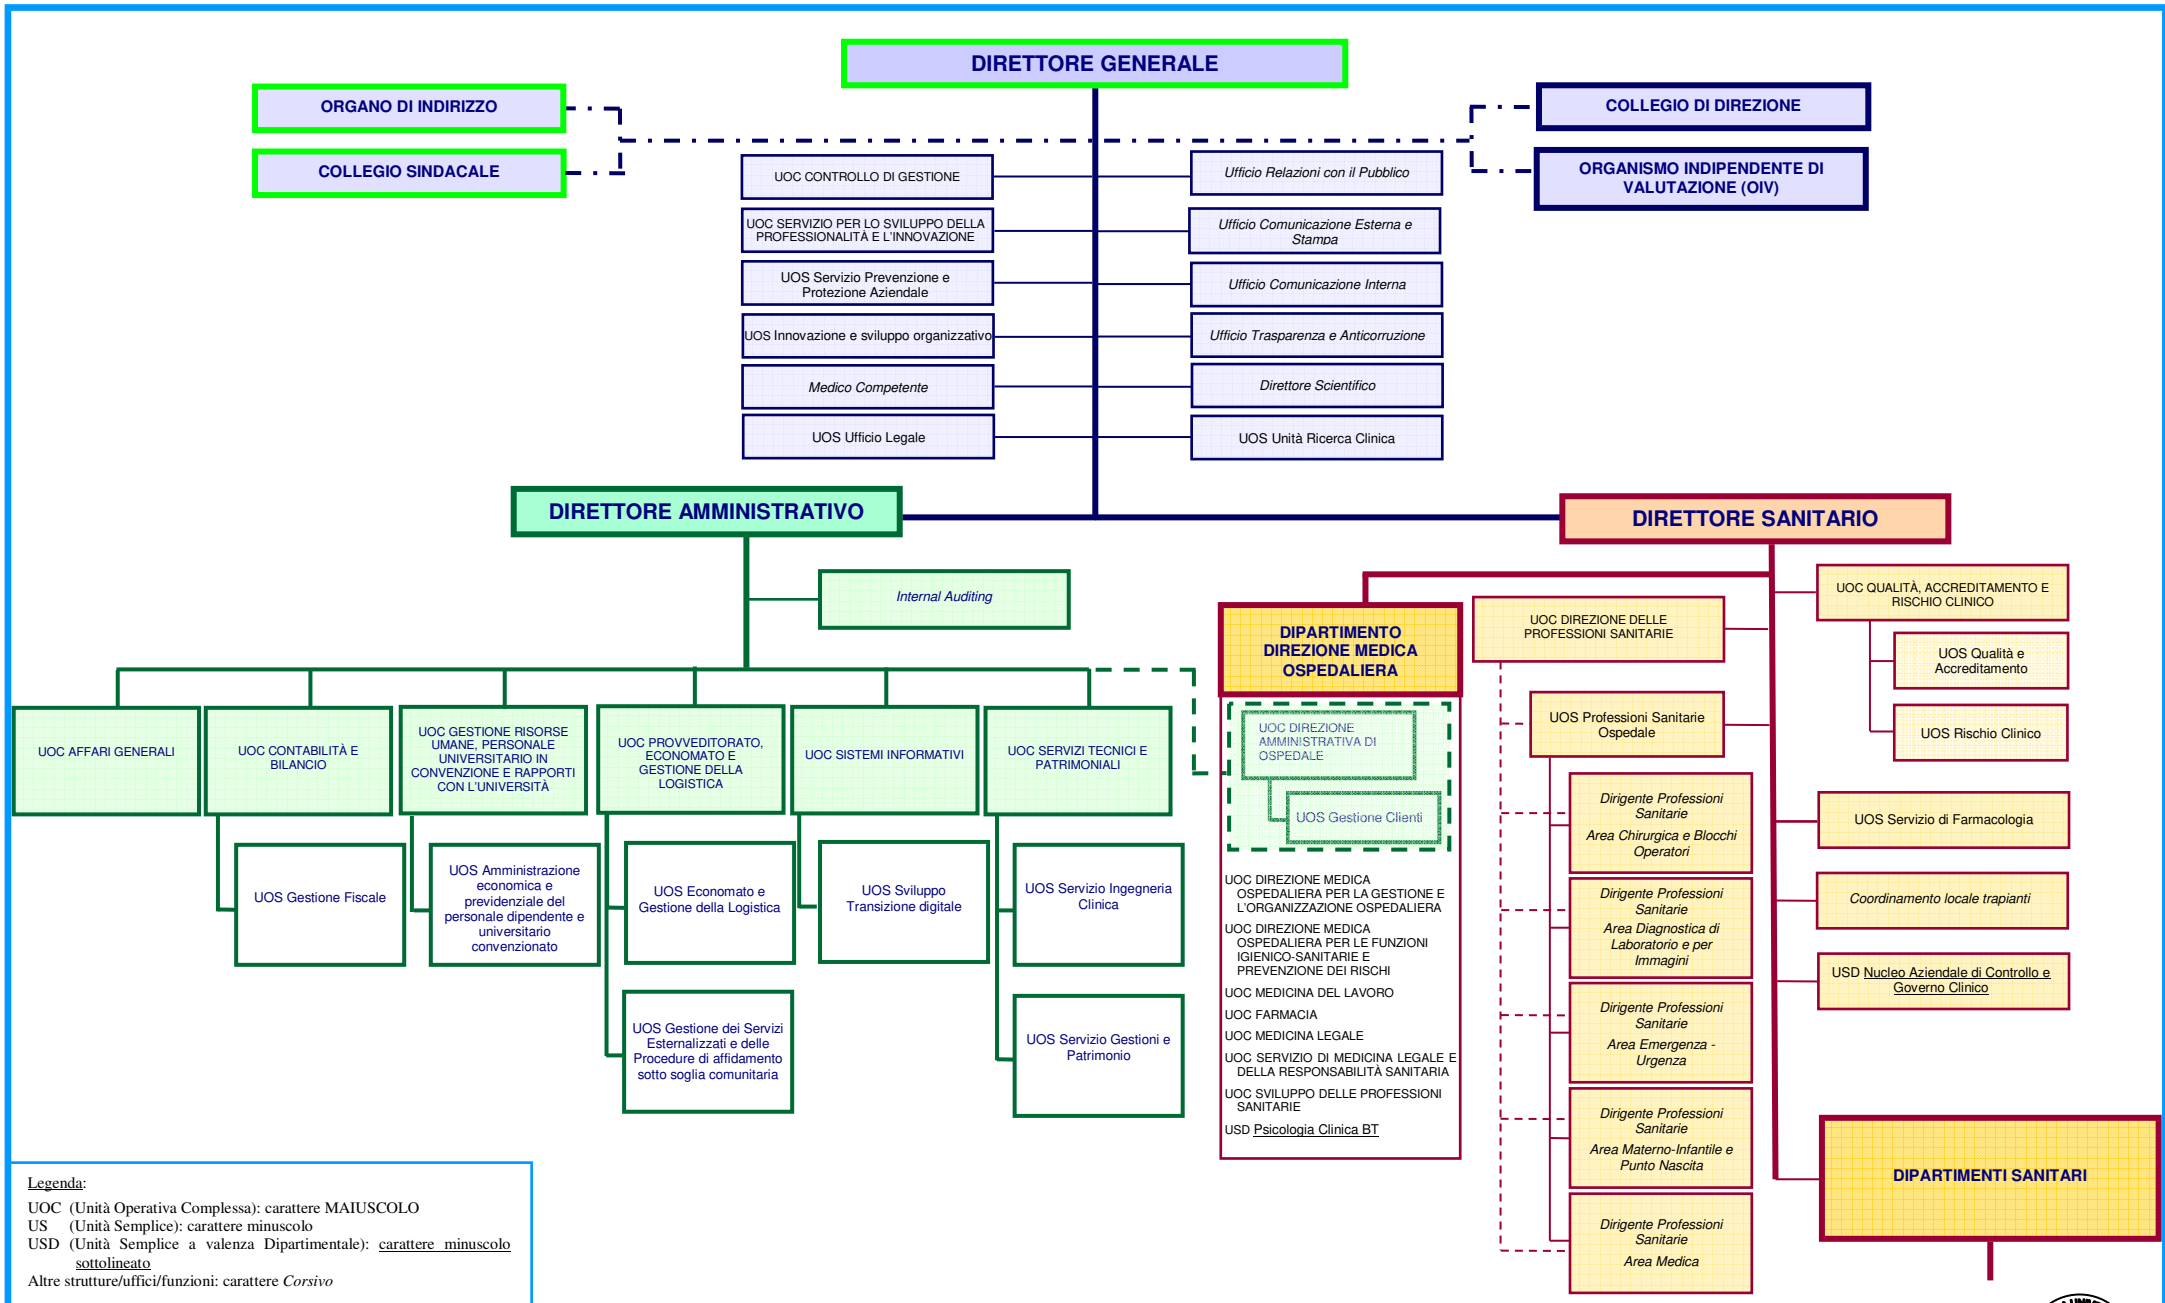 DIRETTORE GENERALE
ORGANO DI INDIRIZZO
COLLEGIO SINDACALE
COLLEGIO DI DIREZIONE
ORGANISMO INDIPENDENTE DI
VALUTAZIONE (OIV)
UOC CONTROLLO DI GESTIONE
UOC SERVIZIO PER LO SVILUPPO DELLA
PROFESSIONALITÀ E L'INNOVAZIONE
UOS Servizio Prevenzione e
Protezione Aziendale
UOS Innovazione e sviluppo organizzativo
Medico Competente
UOS Ufficio Legale
Ufficio Relazioni con il Pubblico
Ufficio Comunicazione Esterna e
Stampa
Ufficio Comunicazione Interna
Ufficio Trasparenza e Anticorruzione
Direttore Scientifico
UOS Unità Ricerca Clinica
DIRETTORE AMMINISTRATIVO
DIRETTORE SANITARIO
Internal Auditing
UOC AFFARI GENERALI
UOC CONTABILITÀ E
BILANCIO
UOC GESTIONE RISORSE
UMANE, PERSONALE
UNIVERSITARIO IN
CONVENZIONE E RAPPORTI
CON L'UNIVERSITÀ
UOC PROVVEDITORATO,
ECONOMATO E
GESTIONE DELLA
LOGISTICA
UOC SISTEMI INFORMATIVI
UOC SERVIZI TECNICI E
PATRIMONIALI
UOS Gestione Fiscale
UOS Amministrazione
economica e
previdenziale del
personale dipendente e
universitario
convenzionato
UOS Economato e
Gestione della Logistica
UOS Sviluppo
Transizione digitale
UOS Servizio Ingegneria
Clinica
UOS Gestione dei Servizi
Esternalizzati e delle
Procedure di affidamento
sotto soglia comunitaria
UOS Servizio Gestioni e
Patrimonio
DIPARTIMENTO
DIREZIONE MEDICA
OSPEDALIERA
UOC DIREZIONE
AMMINISTRATIVA DI
OSPEDALE
UOS Gestione Clienti
UOC DIREZIONE MEDICA
OSPEDALIERA PER LA GESTIONE E
L'ORGANIZZAZIONE OSPEDALIERA
UOC DIREZIONE MEDICA
OSPEDALIERA PER LE FUNZIONI
IGIENICO-SANITARIE E
PREVENZIONE DEI RISCHI
UOC MEDICINA DEL LAVORO
UOC FARMACIA
UOC MEDICINA LEGALE
UOC SERVIZIO DI MEDICINA LEGALE E
DELLA RESPONSABILITÀ SANITARIA
UOC SVILUPPO DELLE PROFESSIONI
SANITARIE
USD Psicologia Clinica BT
UOC DIREZIONE DELLE
PROFESSIONI SANITARIE
UOS Professioni Sanitarie
Ospedale
Dirigente Professioni
Sanitarie
Area Chirurgica e Blocchi
Operatori
Dirigente Professioni
Sanitarie
Area Diagnostica di
Laboratorio e per
Immagini
Dirigente Professioni
Sanitarie
Area Emergenza -
Urgenza
Dirigente Professioni
Sanitarie
Area Materno-Infantile e
Punto Nascita
Dirigente Professioni
Sanitarie
Area Medica
UOC QUALITÀ, ACCREDITAMENTO E
RISCHIO CLINICO
UOS Qualità e
Accreditamento
UOS Rischio Clinico
UOS Servizio di Farmacologia
Coordinamento locale trapianti
USD Nucleo Aziendale di Controllo e
Governo Clinico
DIPARTIMENTI SANITARI
Legenda:
UOC (Unità Operativa Complessa): carattere MAIUSCOLO
US (Unità Semplice): carattere minuscolo
USD (Unità Semplice a valenza Dipartimentale): carattere minuscolo
sottolineato
Altre strutture/uffici/funzioni: carattere Corsivo